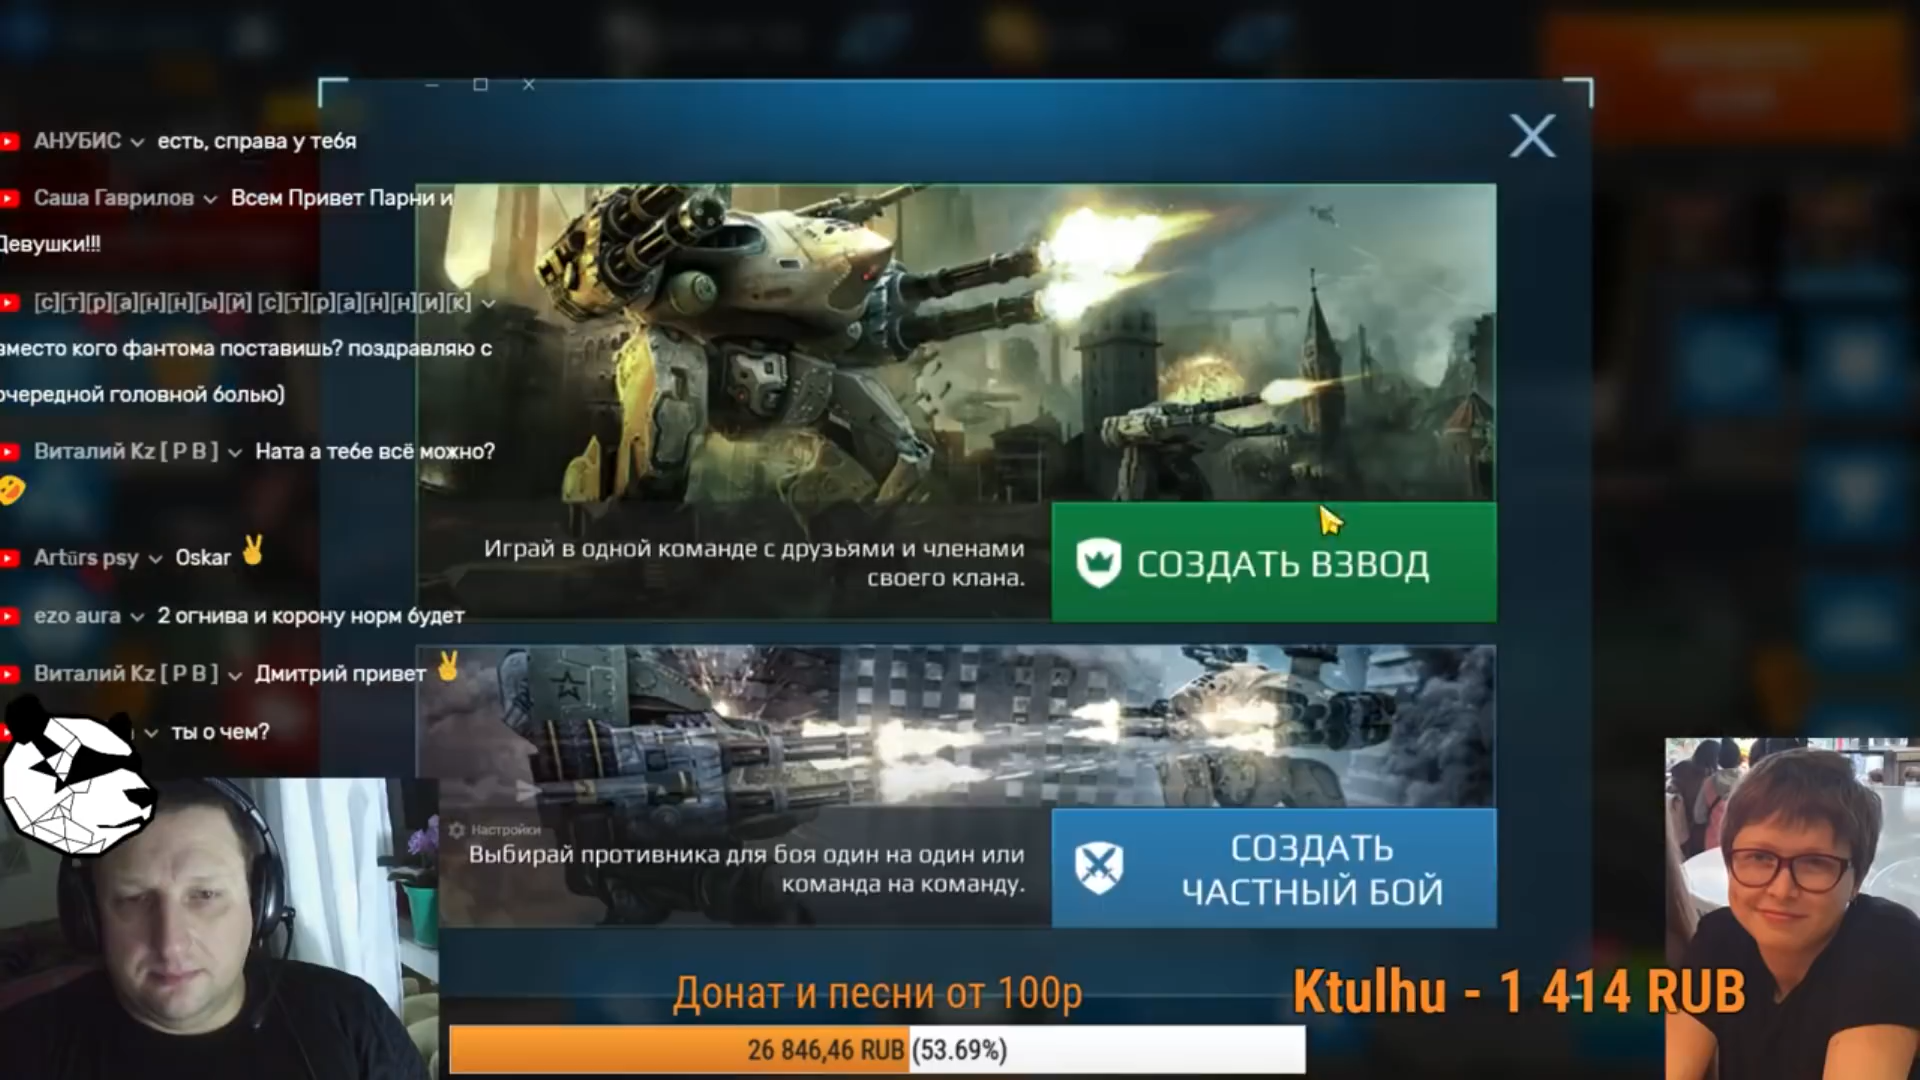 АНУБИС есть, справа у тебя
Саша Гаврилов Всем Привет Парни и
Девушки!!!
[с][т][р][а][н][н][ы][й] [с][т][р][а][н][н][и][к]
вместо кого фантома поставишь? поздравляю с
очередной головной болью)
Виталий Kz [ P B ] Ната а тебе всё можно?
Artūrs psy Oskar
ezo aura 2 огнива и корону норм будет
Виталий Kz [ P B ] Дмитрий привет
ты о чем?
Играй в одной команде с друзьями и членами
своего клана.
СОЗДАТЬ ВЗВОД
Настройки
Выбирай противника для боя один на один или
команда на команду.
СОЗДАТЬ
ЧАСТНЫЙ БОЙ
Донат и песни от 100р
Ktulhu - 1 414 RUB
26 846,46 RUB (53.69%)